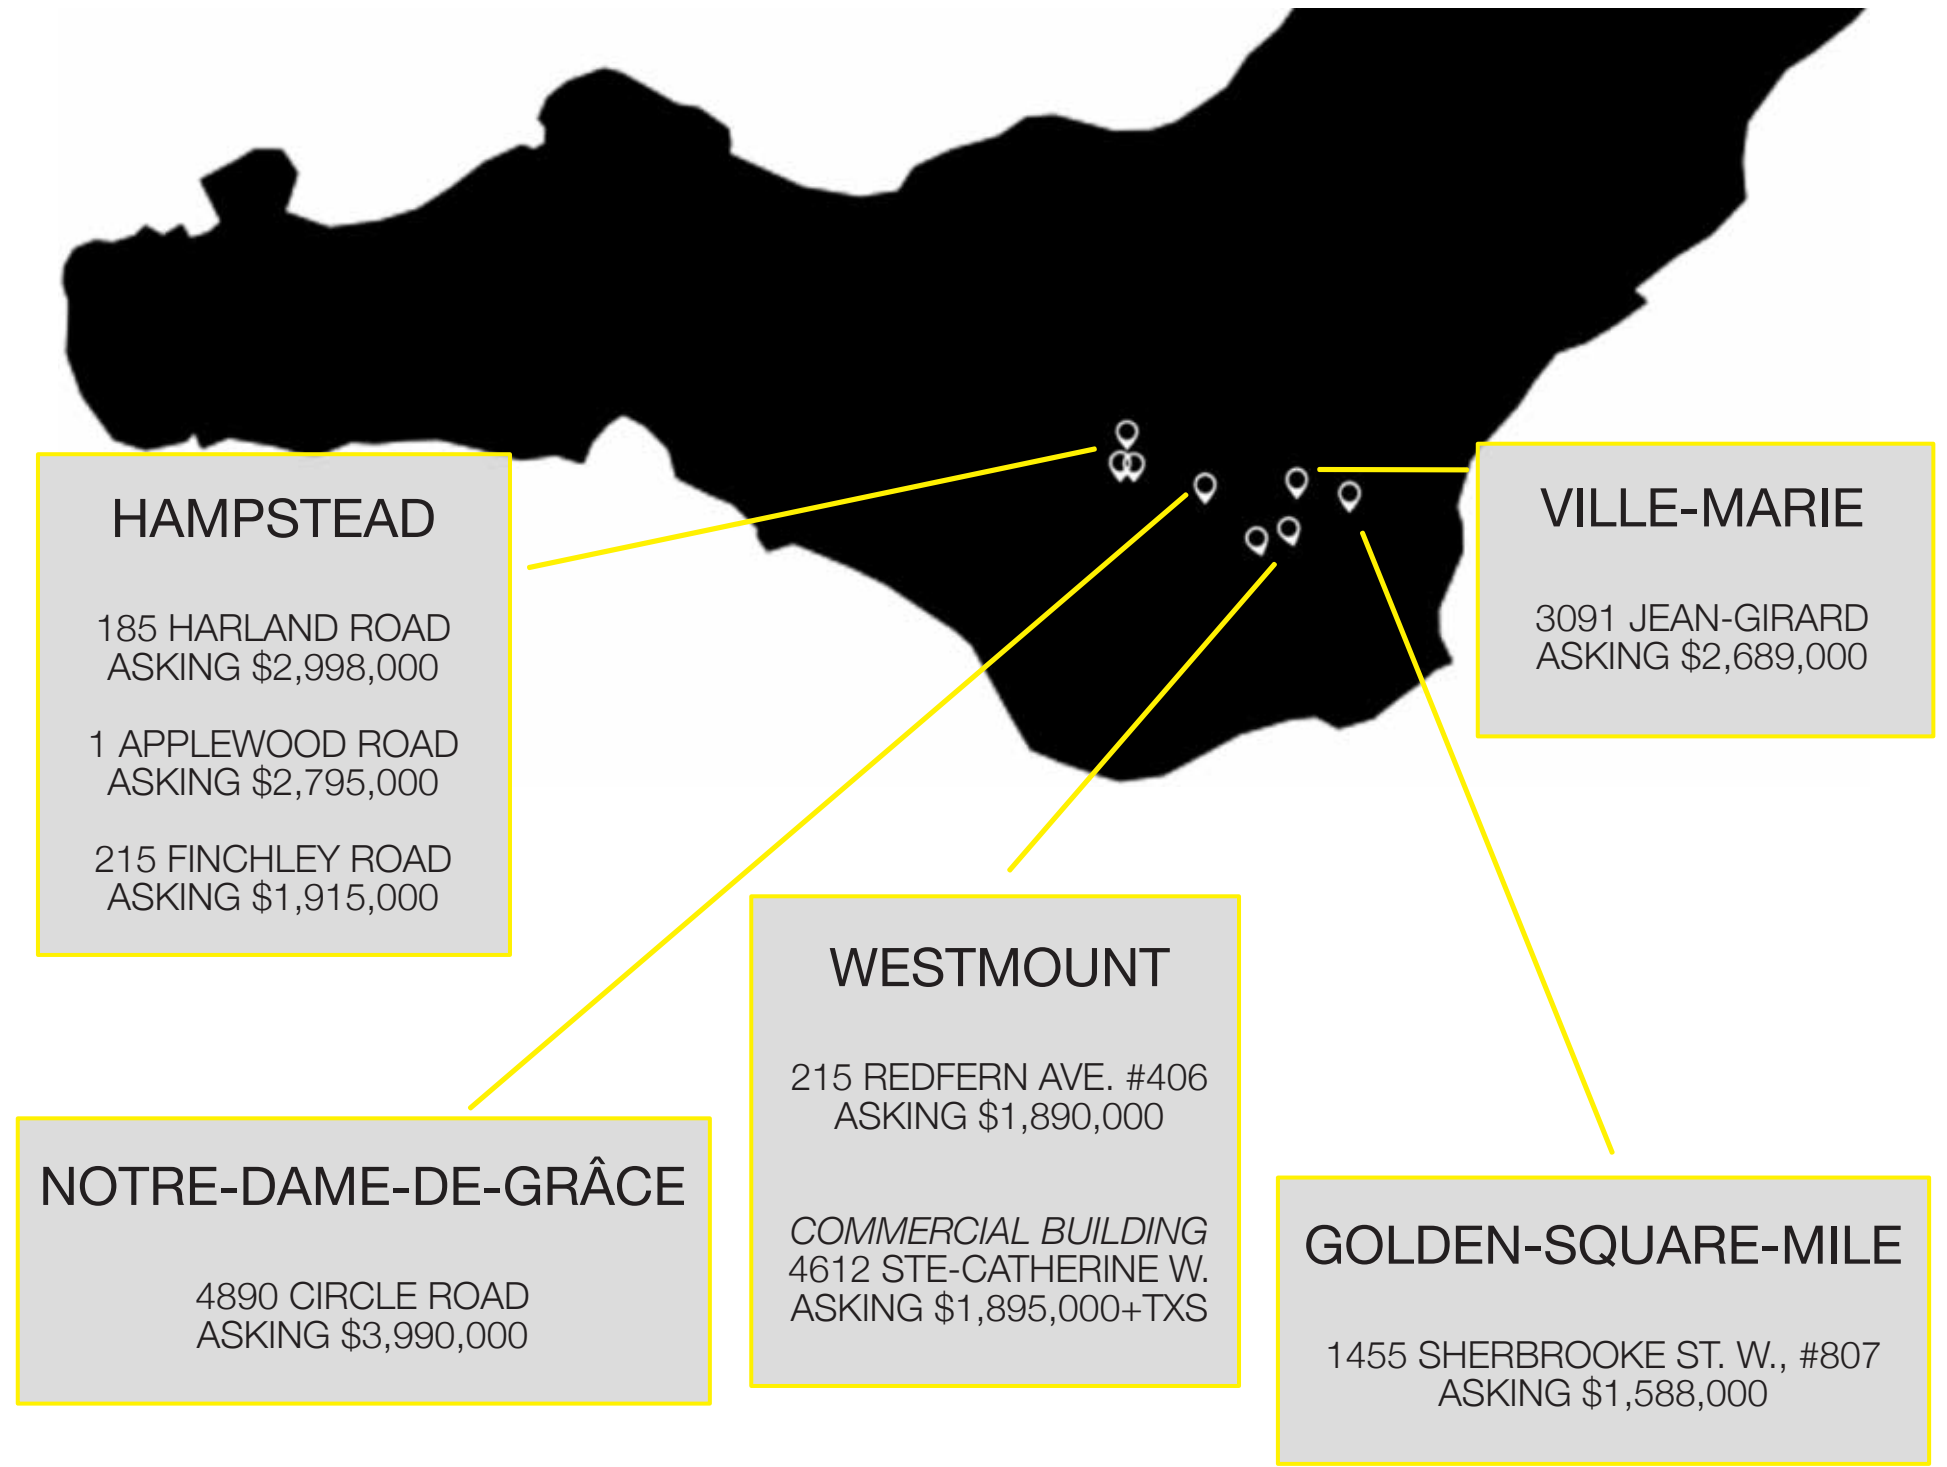 HAMPSTEAD
185 HARLAND ROAD
ASKING $2,998,000
1 APPLEWOOD ROAD
ASKING $2,795,000
215 FINCHLEY ROAD
ASKING $1,915,000
VILLE-MARIE
3091 JEAN-GIRARD
ASKING $2,689,000
WESTMOUNT
215 REDFERN AVE. #406
ASKING $1,890,000
COMMERCIAL BUILDING
4612 STE-CATHERINE W.
ASKING $1,895,000+TXS
NOTRE-DAME-DE-GRÂCE
4890 CIRCLE ROAD
ASKING $3,990,000
GOLDEN-SQUARE-MILE
1455 SHERBROOKE ST. W., #807
ASKING $1,588,000